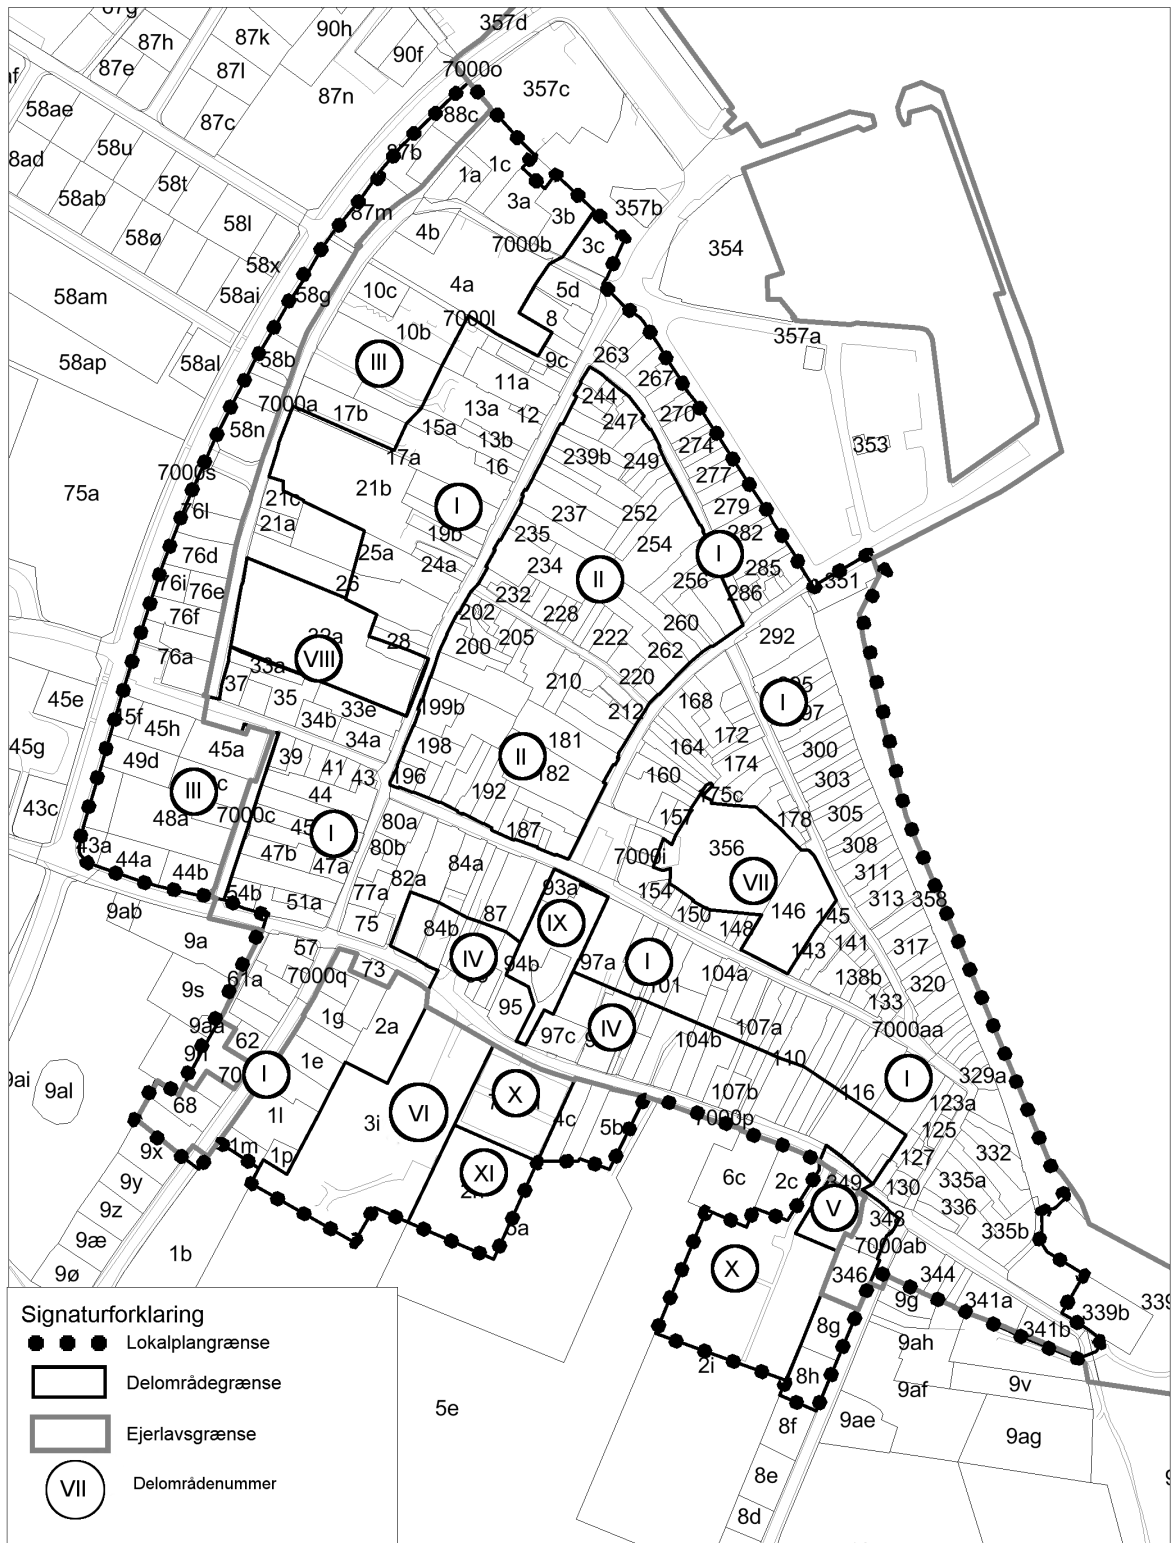 87g
87h
87k
90h
357d
87e
87l
90f
7000o
357c
87n
58ae
87c
88c
58u
87b
1c
8ad
1a
58t
3a
58ab
3b
357b
87m
58l
58ø
4b
7000b
3c
354
58x
58am
58ai
58g
10c
4a
5d
7000l
8
10b
357a
58ap
58al
58b
III
9c
263
11a
267
244
7000a
17b
13a
12
270
247
58n
15a
13b
274
353
17a
239b
249
7000s
16
277
75a
21b
21c
I
237
252
279
76l
21a
19b
235
282
76d
25a
254
I
24a
234
285
76i
26
II
256
351
76e
232
286
76f
202
228
205
222
260
292
28
200
262
76a
VIII
33a
37
210
220
45e
35
33e
199b
212
168
I
45f
34b
97
45h
34a
198
181
172
45g
45a
164
300
49d
39
II
174
41
43
196
182
160
303
III
44
192
175c
43c
48a
7000c
I
80a
187
157
178
305
43a
47b
80b
356
308
44a
47a
84a
7000i
44b
82a
93a
VII
311
54b
51a
77a
154
146
313
358
9ab
75
87
IX
150
145
9a
57
84b
148
141
317
IV
94b
97a
I
143
61a
7000q
73
104a
138b
320
9s
95
101
133
1g
2a
IV
9aa
62
97c
104b
107a
7000aa
1e
110
I
X
116
329a
9al
I
107b
123a
68
1l
3i
VI
4c
5b
7000p
125
332
1m
127
9x
1p
6c
2c
349
130
335a
9y
XI
V
336
9z
348
335b
1b
X
7000ab
9æ
346
344
9ø
9g
341a
339b
Signaturforklaring
8g
341b
Lokalplangrænse
9ah
2i
8h
Delområdegrænse
9v
5e
9af
8f
9ae
Ejerlavsgrænse
9ag
8e
VII
Delområdenummer
8d